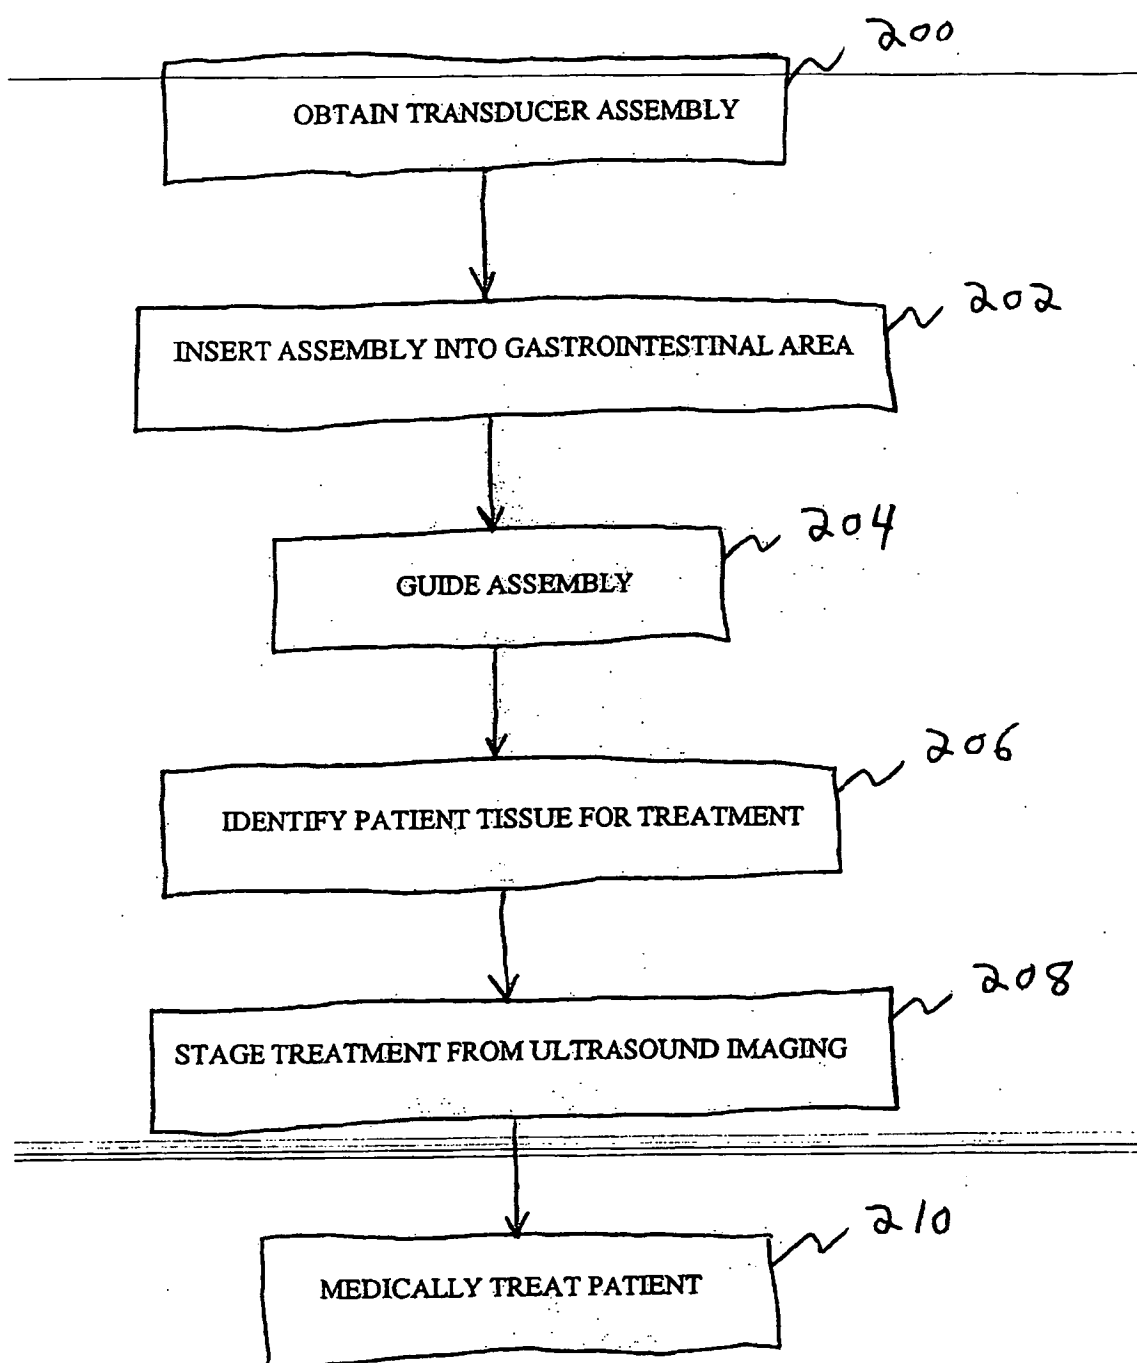 200
OBTAIN TRANSDUCER ASSEMBLY
202
INSERT ASSEMBLY INTO GASTROINTESTINAL AREA
204
GUIDE ASSEMBLY
206
IDENTIFY PATIENT TISSUE FOR TREATMENT
208
STAGE TREATMENT FROM ULTRASOUND IMAGING
210
MEDICALLY TREAT PATIENT